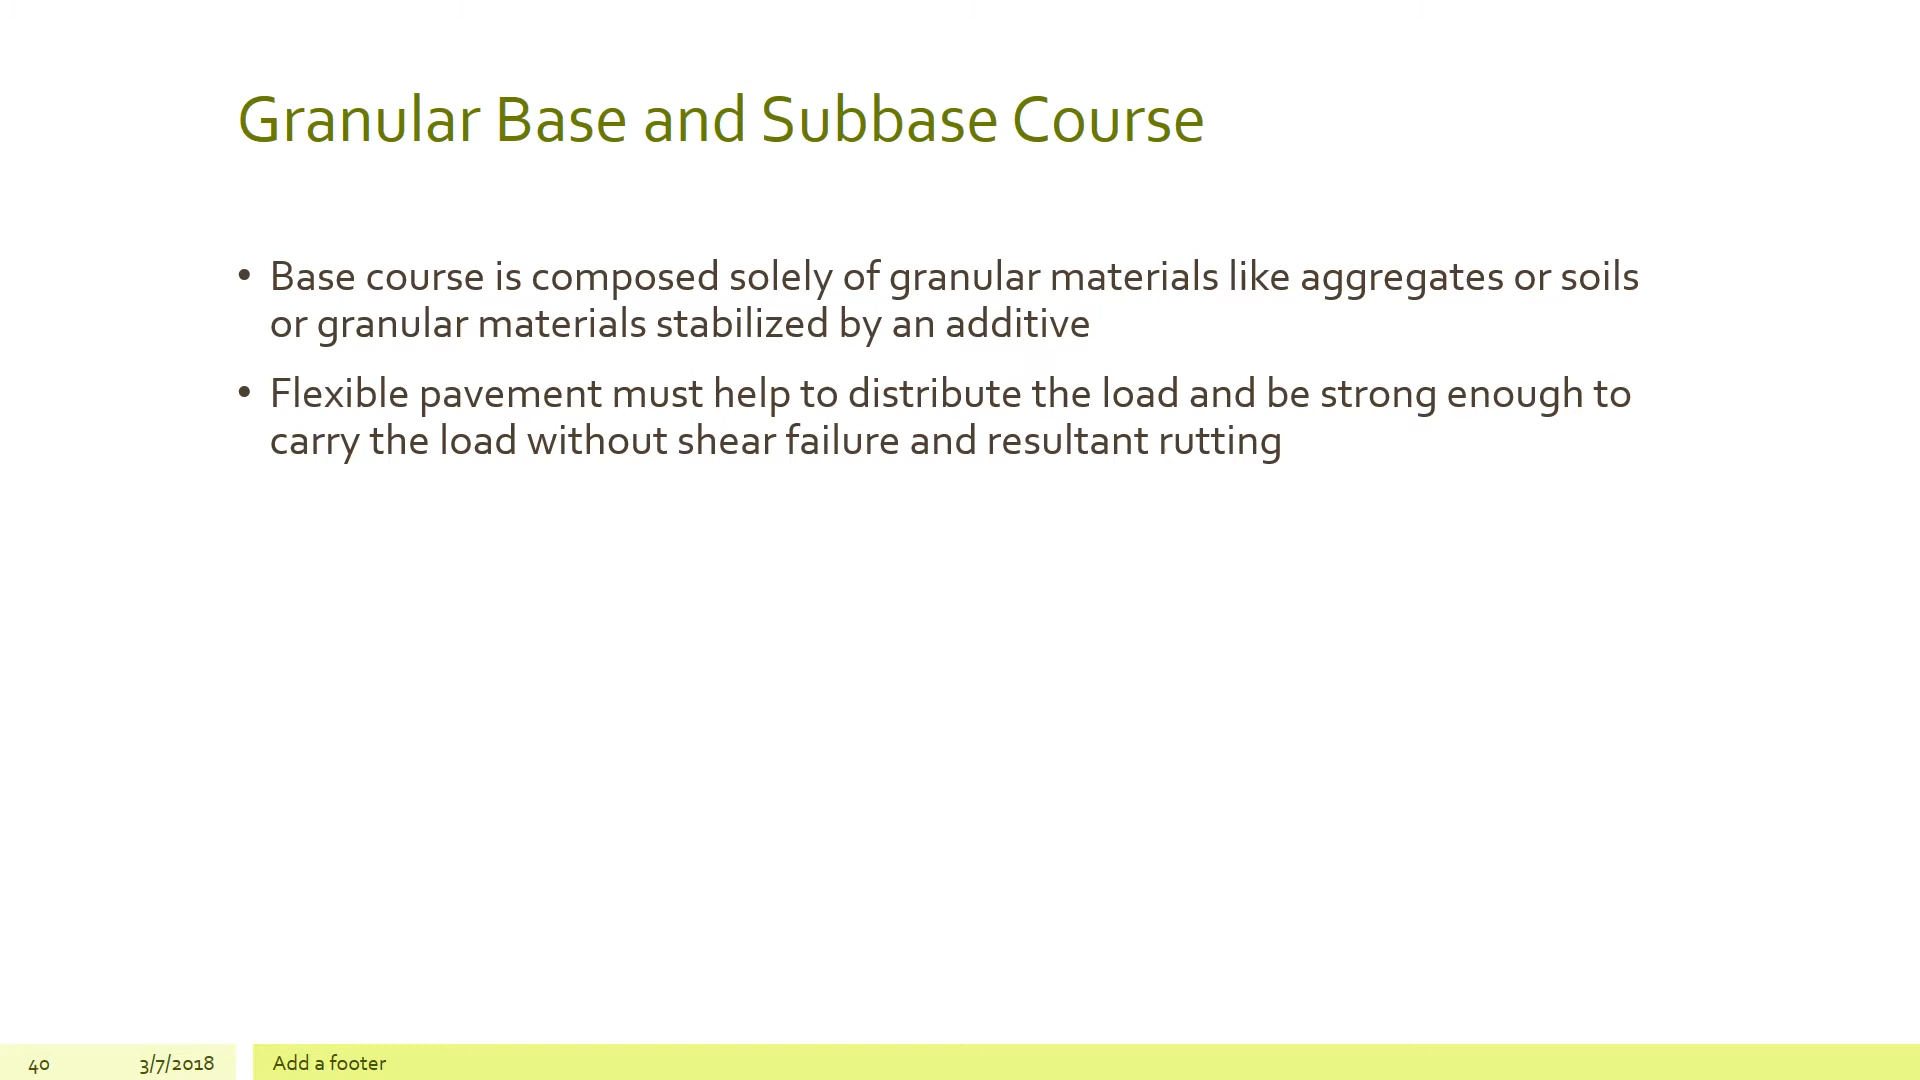 Granular Base and Subbase Course
• Base course is composed solely of granular materials like aggregates or soils
or granular materials stabilized by an additive
• Flexible pavement must help to distribute the load and be strong enough to
carry the load without shear failure and resultant rutting
40 3/7/2018 Add a footer